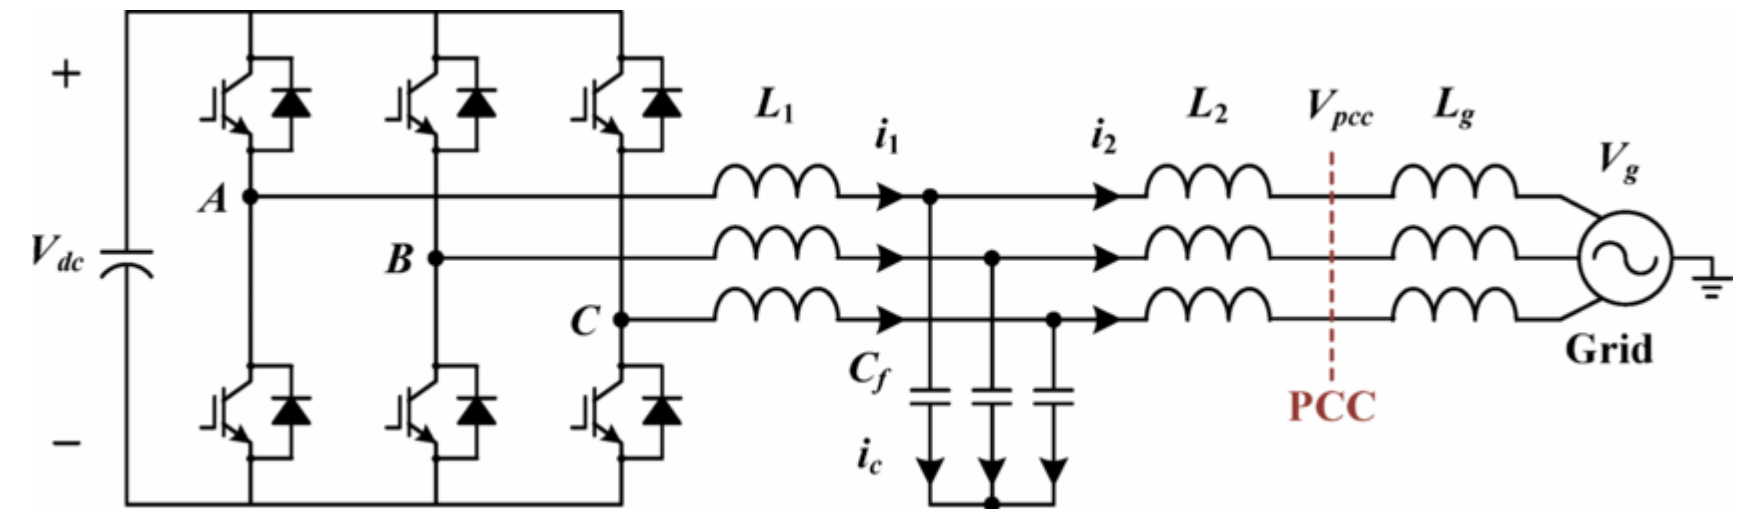 +
L₁
i₁
i₂
L₂
Vpcc
Lg
Vg
A
Vdc
B
C
Grid
Cf
PCC
−
ic